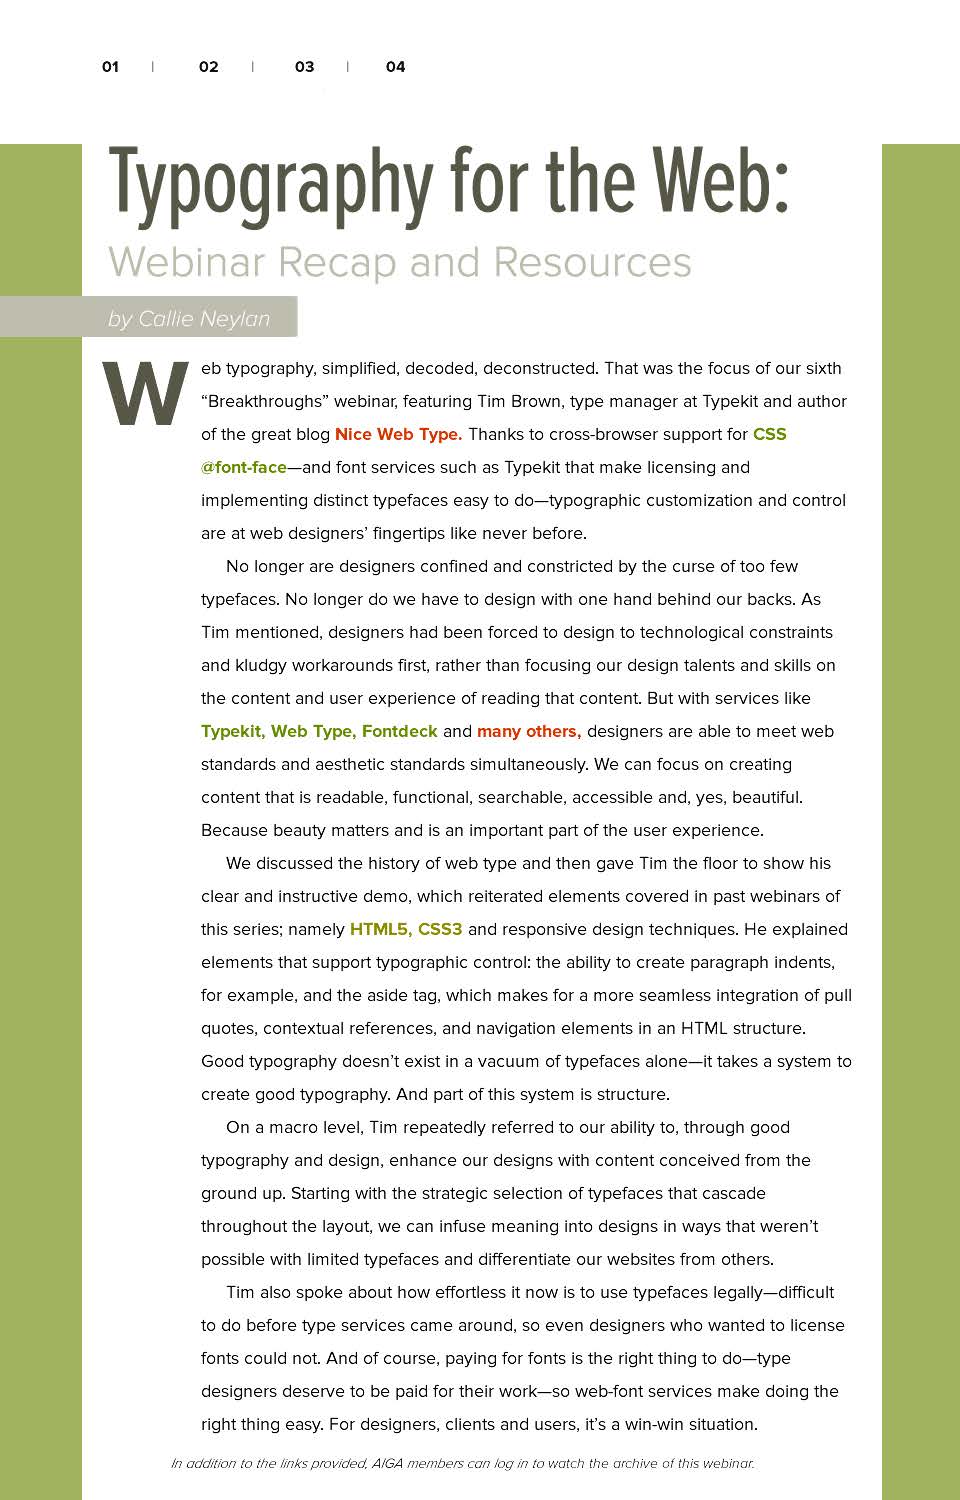 01 | 02 | 03 | 04
Typography for the Web:
Webinar Recap and Resources
by Callie Neylan
Web typography, simplified, decoded, deconstructed. That was the focus of our sixth
“Breakthroughs” webinar, featuring Tim Brown, type manager at Typekit and author
of the great blog Nice Web Type. Thanks to cross-browser support for CSS
@font-face—and font services such as Typekit that make licensing and
implementing distinct typefaces easy to do—typographic customization and control
are at web designers’ fingertips like never before.
No longer are designers confined and constricted by the curse of too few
typefaces. No longer do we have to design with one hand behind our backs. As
Tim mentioned, designers had been forced to design to technological constraints
and kludgy workarounds first, rather than focusing our design talents and skills on
the content and user experience of reading that content. But with services like
Typekit, Web Type, Fontdeck and many others, designers are able to meet web
standards and aesthetic standards simultaneously. We can focus on creating
content that is readable, functional, searchable, accessible and, yes, beautiful.
Because beauty matters and is an important part of the user experience.
We discussed the history of web type and then gave Tim the floor to show his
clear and instructive demo, which reiterated elements covered in past webinars of
this series; namely HTML5, CSS3 and responsive design techniques. He explained
elements that support typographic control: the ability to create paragraph indents,
for example, and the aside tag, which makes for a more seamless integration of pull
quotes, contextual references, and navigation elements in an HTML structure.
Good typography doesn’t exist in a vacuum of typefaces alone—it takes a system to
create good typography. And part of this system is structure.
On a macro level, Tim repeatedly referred to our ability to, through good
typography and design, enhance our designs with content conceived from the
ground up. Starting with the strategic selection of typefaces that cascade
throughout the layout, we can infuse meaning into designs in ways that weren’t
possible with limited typefaces and differentiate our websites from others.
Tim also spoke about how effortless it now is to use typefaces legally—difficult
to do before type services came around, so even designers who wanted to license
fonts could not. And of course, paying for fonts is the right thing to do—type
designers deserve to be paid for their work—so web-font services make doing the
right thing easy. For designers, clients and users, it’s a win-win situation.
In addition to the links provided, AIGA members can log in to watch the archive of this webinar.